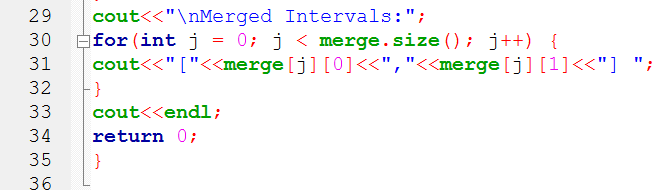 29 cout<<"\nMerged Intervals:";
30 for(int j = 0; j < merge.size(); j++) {
31 cout<<"["<<merge[j][0]<<","<<merge[j][1]<<"] ";
32 }
33 cout<<endl;
34 return 0;
35 }
36